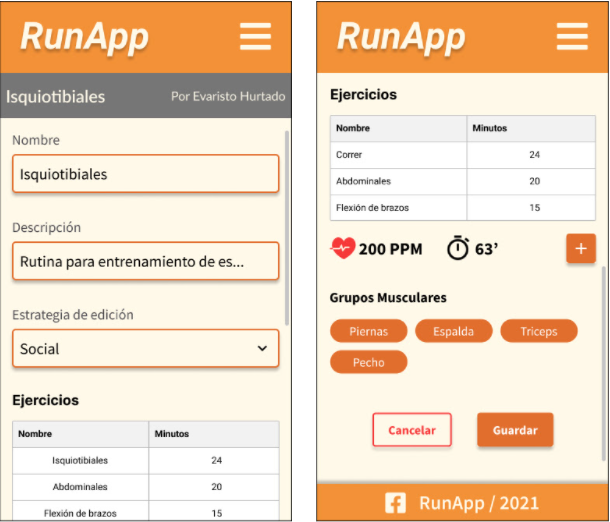 RunApp
Isquiotibiales Por Evaristo Hurtado
Nombre
Isquiotibiales
Descripción
Rutina para entrenamiento de es...
Estrategia de edición
Social
Ejercicios
Nombre Minutos
Isquiotibiales 24
Abdominales 20
Flexión de brazos 15
RunApp
Ejercicios
Nombre Minutos
Correr 24
Abdominales 20
Flexión de brazos 15
200 PPM 63’ +
Grupos Musculares
Piernas Espalda Triceps
Pecho
Cancelar Guardar
RunApp / 2021